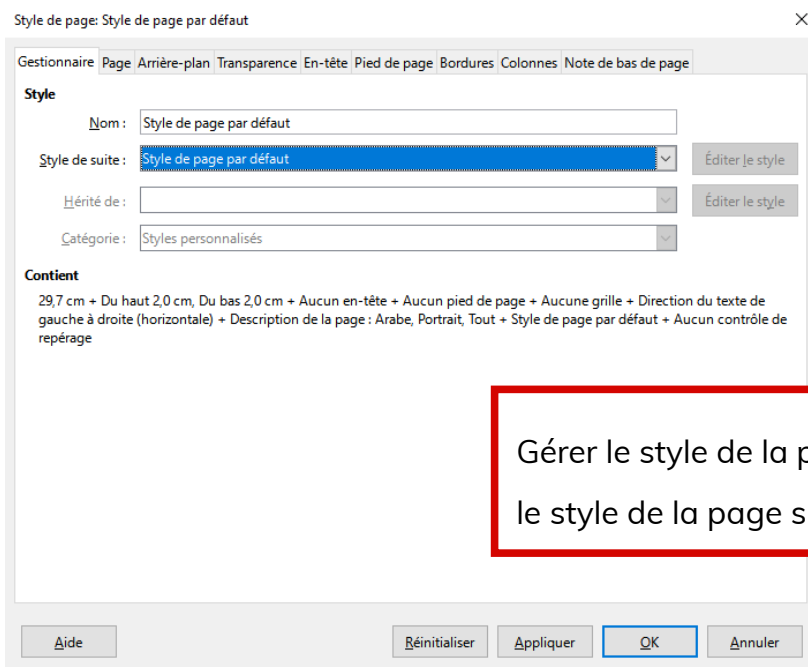 Style de page: Style de page par défaut
Gestionnaire Page Arrière-plan Transparence En-tête Pied de page Bordures Colonnes Note de bas de page
Style
Nom : Style de page par défaut
Style de suite : Style de page par défaut Éditer le style
Hérité de : Éditer le style
Catégorie : Styles personnalisés
Contient
29,7 cm + Du haut 2,0 cm, Du bas 2,0 cm + Aucun en-tête + Aucun pied de page + Aucune grille + Direction du texte de
gauche à droite (horizontale) + Description de la page : Arabe, Portrait, Tout + Style de page par défaut + Aucun contrôle de
repérage
Gérer le style de la
le style de la page
Aide Réinitialiser Appliquer OK Annuler